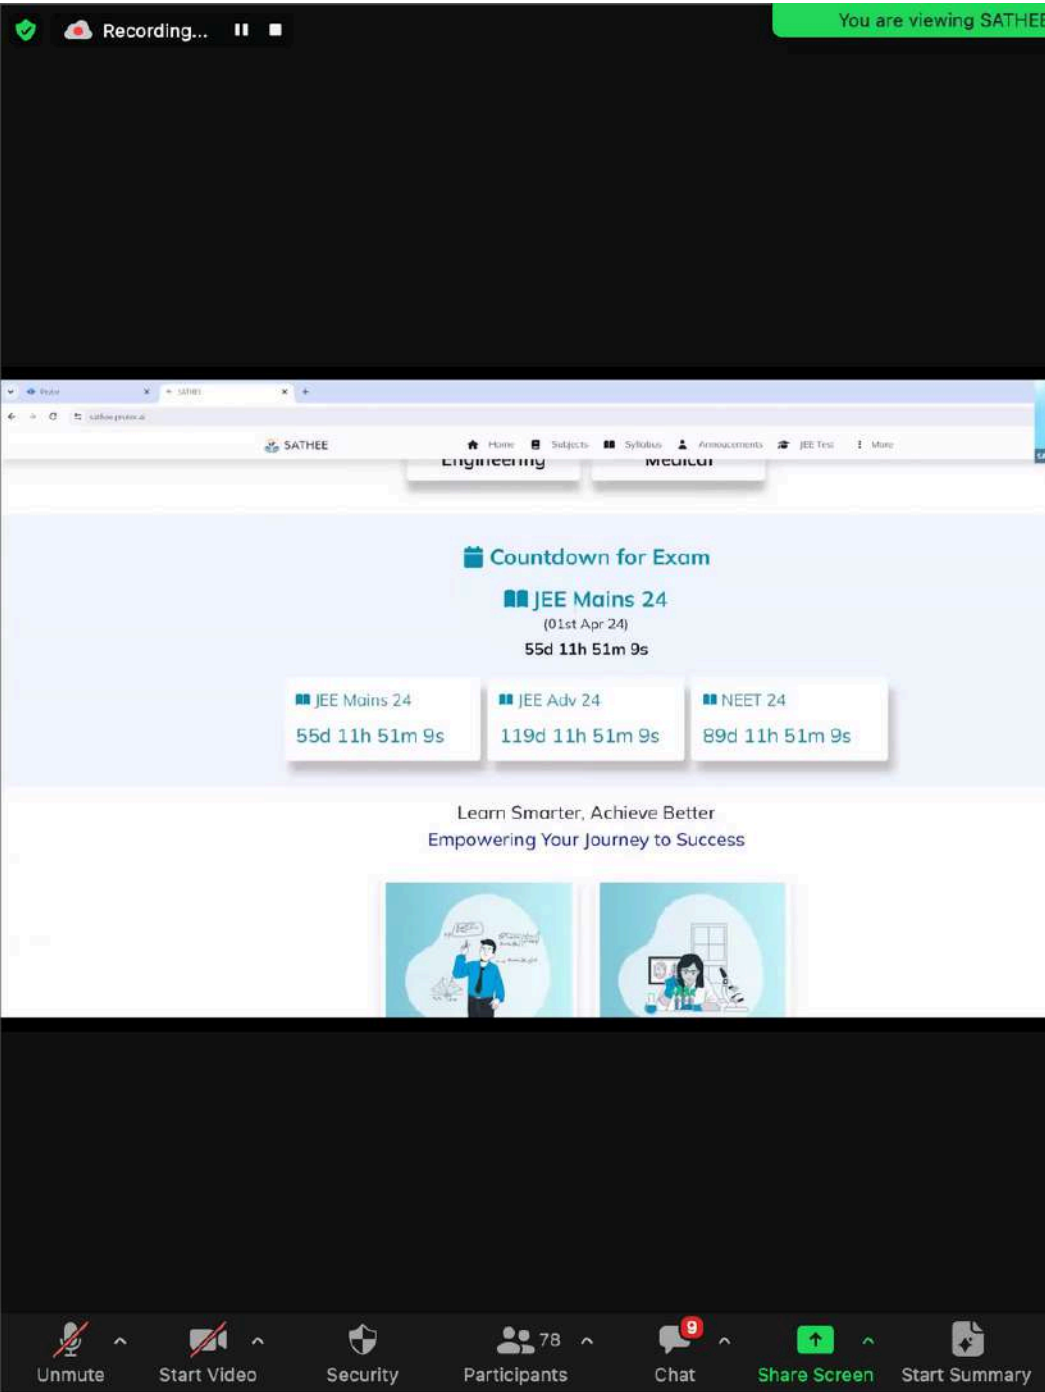 Recording...
You are viewing SATHEE
SATHEE
Home Subjects Syllabus Annoucements JEE Test More
Engineering Medical
Countdown for Exam
JEE Mains 24
(01st Apr 24)
55d 11h 51m 9s
JEE Mains 24 JEE Adv 24 NEET 24
55d 11h 51m 9s 119d 11h 51m 9s 89d 11h 51m 9s
Learn Smarter, Achieve Better
Empowering Your Journey to Success
78 9
Unmute Start Video Security Participants Chat Share Screen Start Summary